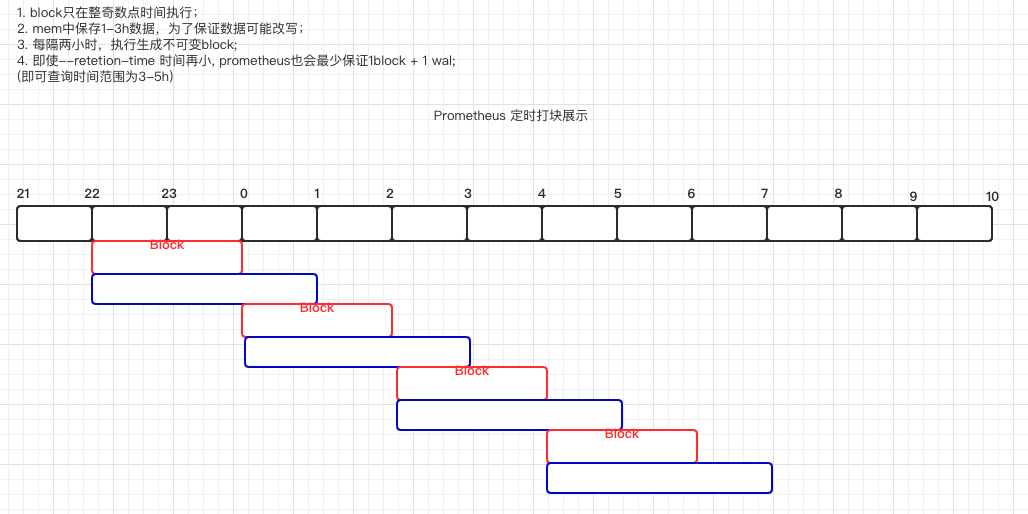 1. block只在整奇数点时间执行；
2. mem中保存1-3h数据，为了保证数据可能改写；
3. 每隔两小时，执行生成不可变block;
4. 即使--retetion-time 时间再小, prometheus也会最少保证1block + 1 wal;
(即可查询时间范围为3-5h)
Prometheus 定时打块展示
21 22 23 0 1 2 3 4 5 6 7 8 9 10
Block
Block
Block
Block